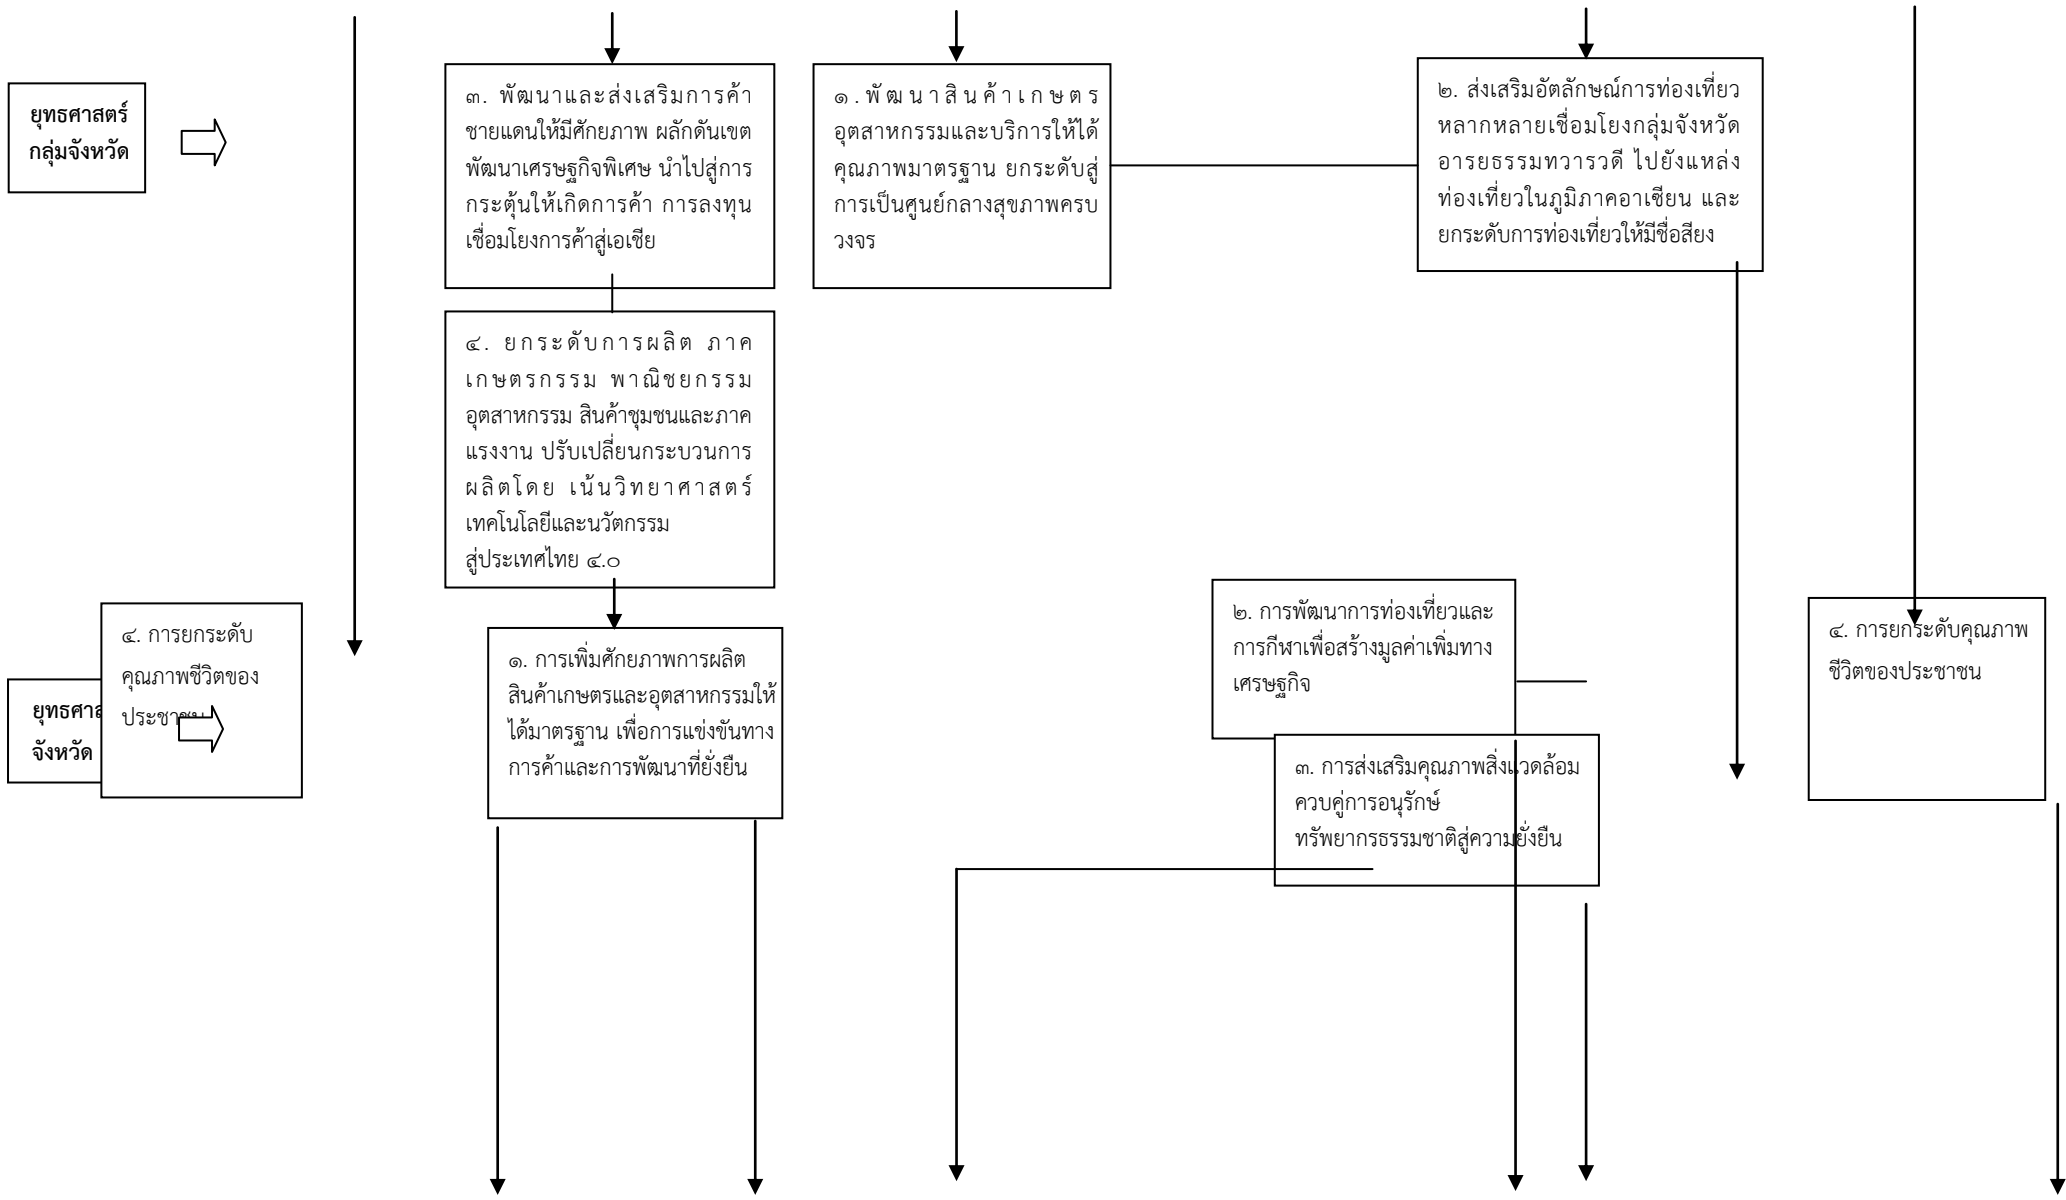 ยุทธศาสตร์
กลุ่มจังหวัด
๓. พัฒนาและส่งเสริมการค้า
ชายแดนให้มีศักยภาพ ผลักดันเขต
พัฒนาเศรษฐกิจพิเศษ นำไปสู่การ
กระตุ้นให้เกิดการค้า การลงทุน
เชื่อมโยงการค้าสู่เอเชีย
๑.พัฒนาสินค้าเกษตร
อุตสาหกรรมและบริการให้ได้
คุณภาพมาตรฐาน ยกระดับสู่
การเป็นศูนย์กลางสุขภาพครบ
วงจร
๒. ส่งเสริมอัตลักษณ์การท่องเที่ยว
หลากหลายเชื่อมโยงกลุ่มจังหวัด
อารยธรรมทวารวดี ไปยังแหล่ง
ท่องเที่ยวในภูมิภาคอาเซียน และ
ยกระดับการท่องเที่ยวให้มีชื่อสียง
๔. ยกระดับการผลิต ภาค
เกษตรกรรม พาณิชยกรรม
อุตสาหกรรม สินค้าชุมชนและภาค
แรงงาน ปรับเปลี่ยนกระบวนการ
ผลิตโดย เน้นวิทยาศาสตร์
เทคโนโลยีและนวัตกรรม
สู่ประเทศไทย ๔.๐
ยุทธศาส
จังหวัด
๔. การยกระดับ
คุณภาพชีวิตของ
ประชาชน
๑. การเพิ่มศักยภาพการผลิต
สินค้าเกษตรและอุตสาหกรรมให้
ได้มาตรฐาน เพื่อการแข่งขันทาง
การค้าและการพัฒนาที่ยั่งยืน
๒. การพัฒนาการท่องเที่ยวและ
การกีฬาเพื่อสร้างมูลค่าเพิ่มทาง
เศรษฐกิจ
๓. การส่งเสริมคุณภาพสิ่งแวดล้อม
ควบคู่การอนุรักษ์
ทรัพยากรธรรมชาติสู่ความยั่งยืน
๔. การยกระดับคุณภาพ
ชีวิตของประชาชน